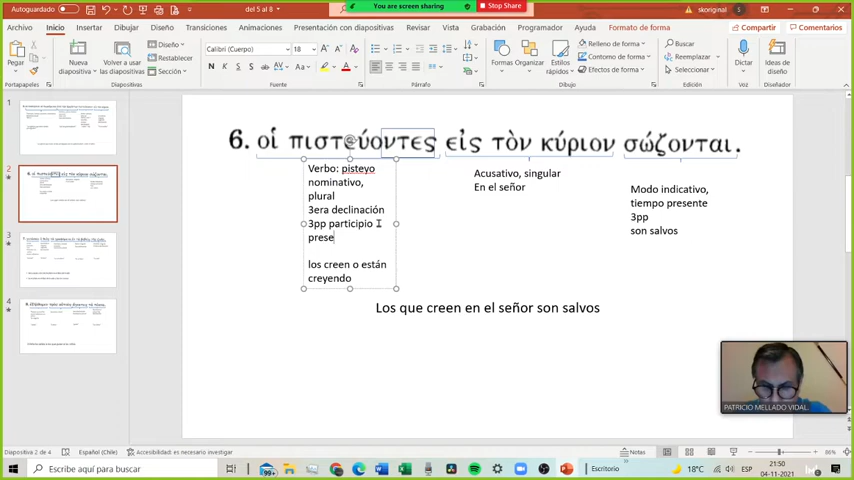 Autoguardado
del 5 al 8
You are screen sharing
Stop Share
skoriginal
S
Archivo Inicio Insertar Dibujar Diseño Transiciones Animaciones Presentación con diapositivas Revisar Vista Grabación Programador Ayuda Formato de forma
Compartir
Comentarios
Pegar
Nueva diapositiva
Volver a usar las diapositivas
Diseño
Restablecer
Sección
Calibri (Cuerpo)
18
Formas
Organizar
Estilos rápidos
Relleno de forma
Contorno de forma
Efectos de forma
Buscar
Reemplazar
Seleccionar
Dictar
Ideas de diseño
Portapapeles
Diapositivas
Fuente
Párrafo
Dibujo
Edición
Voz
Diseñador
1
2
3
4
6. οἱ πιστεύοντες εἰς τὸν κύριον σώζονται.
Verbo: pisteyo
nominativo,
plural
3era declinación
3pp participio
prese
los creen o están
creyendo
Acusativo, singular
En el señor
Modo indicativo,
tiempo presente
3pp
son salvos
Los que creen en el señor son salvos
PATRICIO MELLADO VIDAL
Diapositiva 2 de 4
Español (Chile)
Accesibilidad: es necesario investigar
Notas
66%
Escribe aquí para buscar
99+
Escritorio
18°C
ESP
21:50
04-11-2021